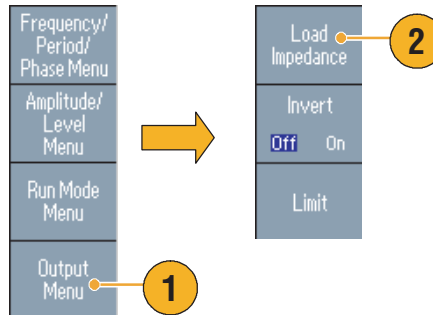 Frequency/
Period/
Phase Menu
Amplitude/
Level
Menu
Run Mode
Menu
Output
Menu
1
Load
Impedance
2
Invert
Off On
Limit